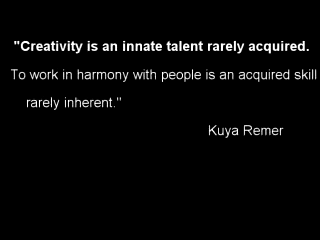 "Creativity is an innate talent rarely acquired.
To work in harmony with people is an acquired skill
rarely inherent."
Kuya Remer